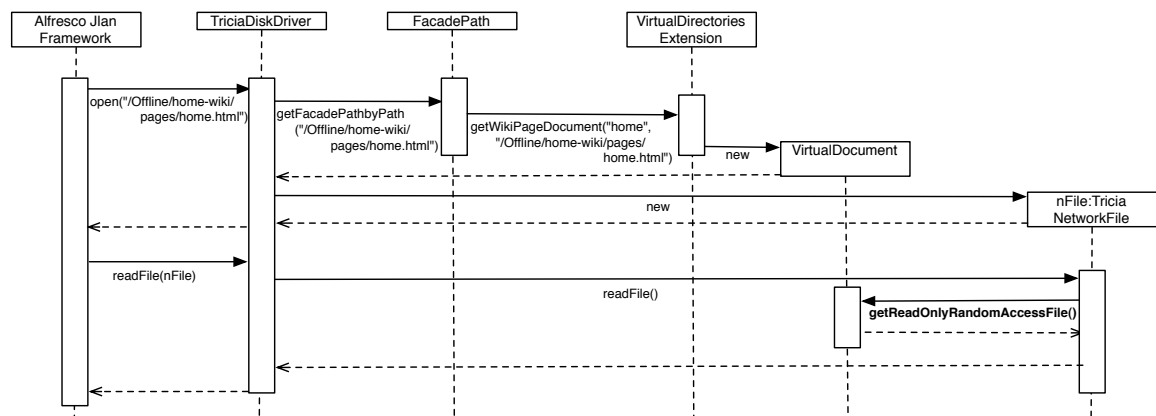 Alfresco Jlan
Framework
TriciaDiskDriver
FacadePath
VirtualDirectories
Extension
open("/Offline/home-wiki/
pages/home.html")
getFacadePathbyPath
("/Offline/home-wiki/
pages/home.html")
getWikiPageDocument("home",
"/Offline/home-wiki/pages/
home.html")
new
VirtualDocument
new
nFile:Tricia
NetworkFile
readFile(nFile)
readFile()
getReadOnlyRandomAccessFile()